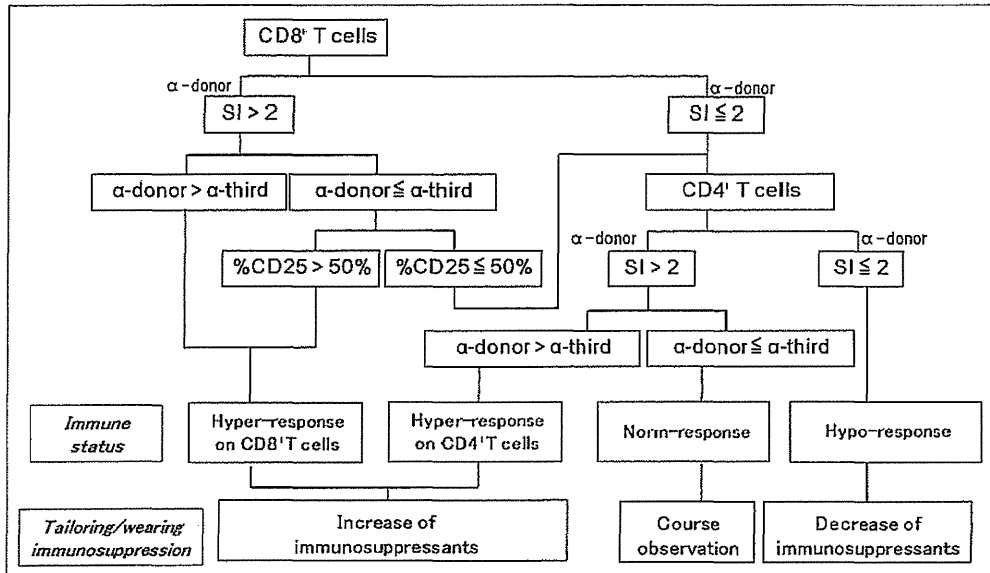 CD8⁺ T cells
α-donor
α-donor
SI > 2
SI ≦ 2
α-donor > α-third
α-donor ≦ α-third
CD4⁺ T cells
α-donor
α-donor
%CD25 > 50%
%CD25 ≦ 50%
SI > 2
SI ≦ 2
α-donor > α-third
α-donor ≦ α-third
Immune
status
Hyper-response
on CD8⁺T cells
Hyper-response
on CD4⁺T cells
Norm-response
Hypo-response
Tailoring/wearing
immunosuppression
Increase of
immunosuppressants
Course
observation
Decrease of
immunosuppressants